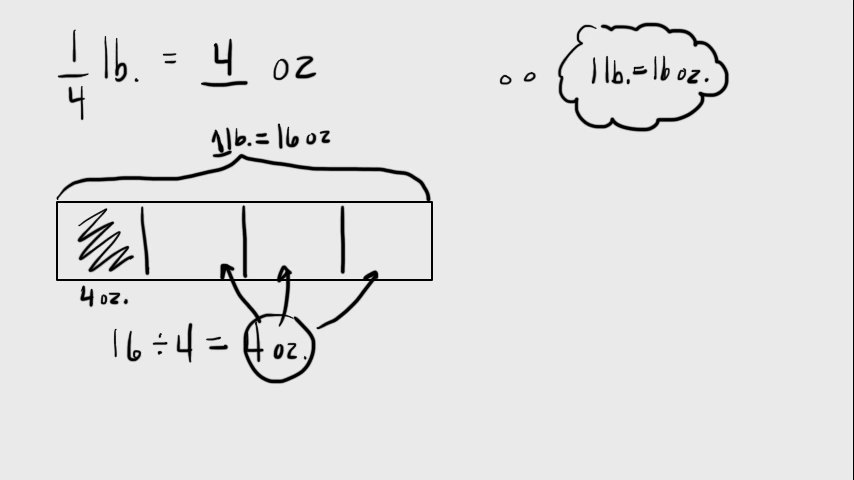 1/4 lb. = 4 oz
1 lb. = 16 oz.
1 lb. = 16 oz
4 oz.
16 ÷ 4 = 4 oz.